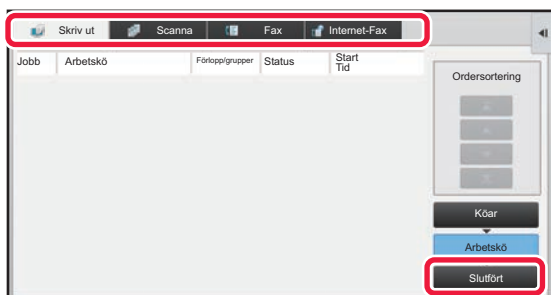 Skriv ut Scanna Fax Internet-Fax
Jobb Arbetskö Förlopp/grupper Status Start
Tid
Ordersortering
Köar
Arbetskö
Slutfört